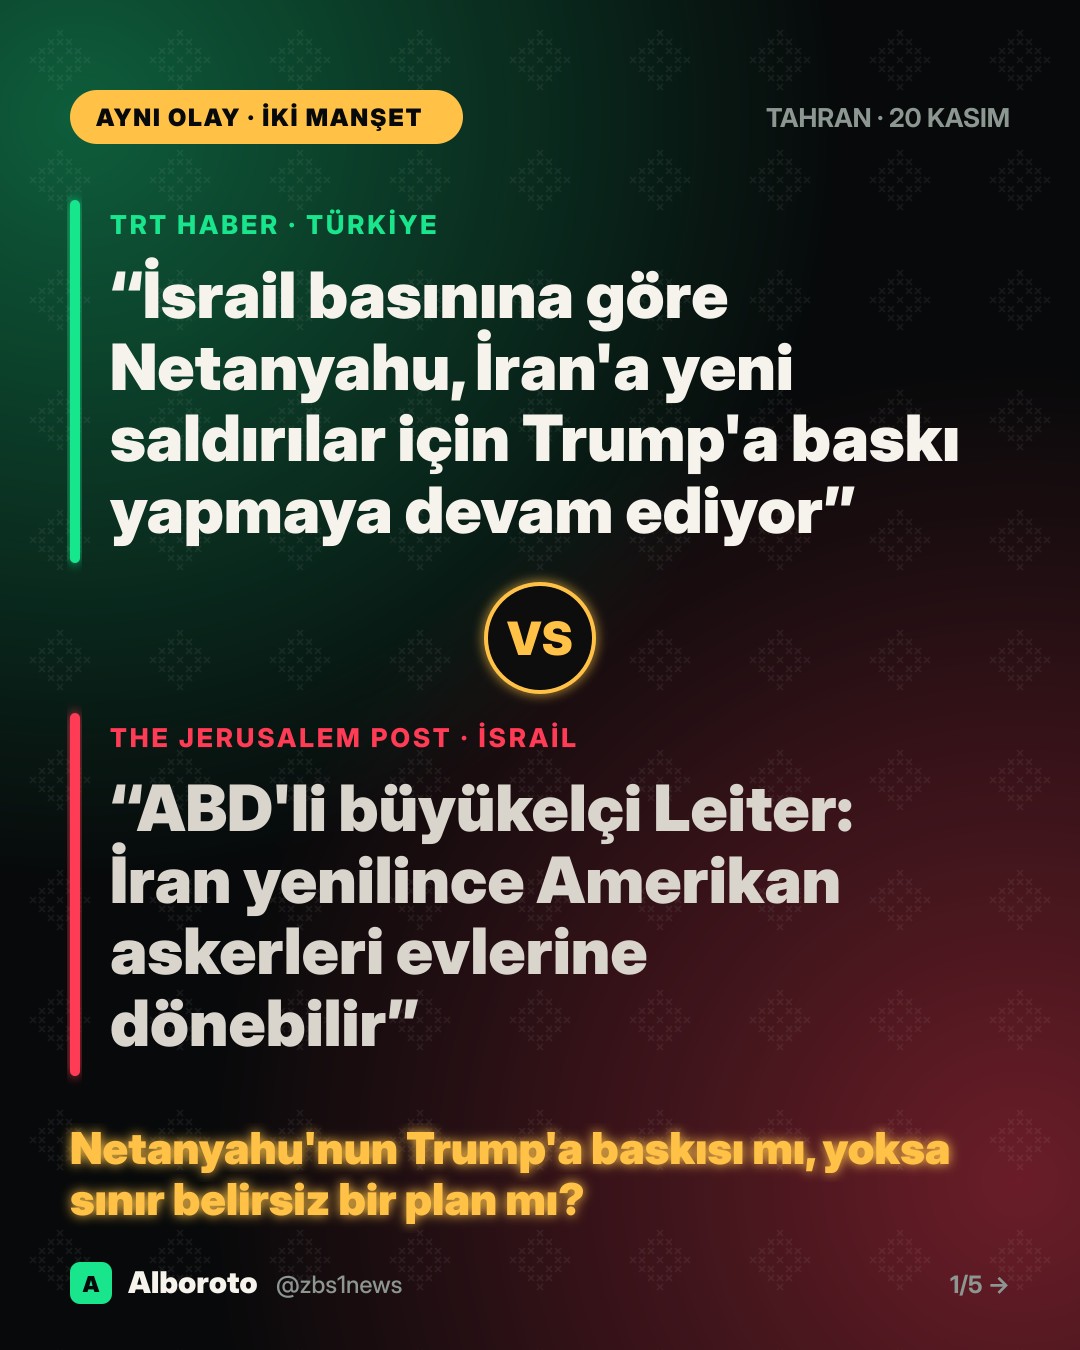 AYNI OLAY · İKİ MANŞET
TAHRAN · 20 KASIM
TRT HABER · TÜRKİYE
“İsrail basınına göre
Netanyahu, İran'a yeni
saldırılar için Trump'a baskı
yapmaya devam ediyor”
VS
THE JERUSALEM POST · İSRAİL
“ABD'li büyükelçi Leiter:
İran yenilince Amerikan
askerleri evlerine
dönebilir”
Netanyahu'nun Trump'a baskısı mı, yoksa
sınır belirsiz bir plan mı?
A Alboroto @zbs1news
1/5 →